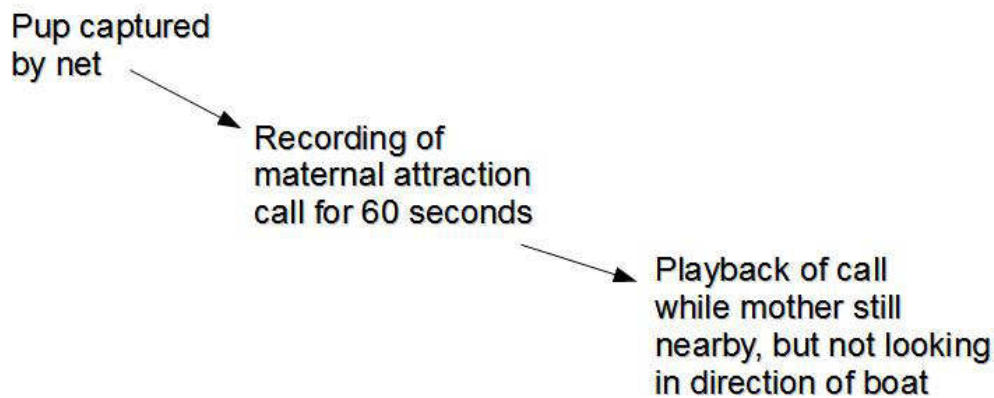 Pup captured
by net
Recording of
maternal attraction
call for 60 seconds
Playback of call
while mother still
nearby, but not looking
in direction of boat